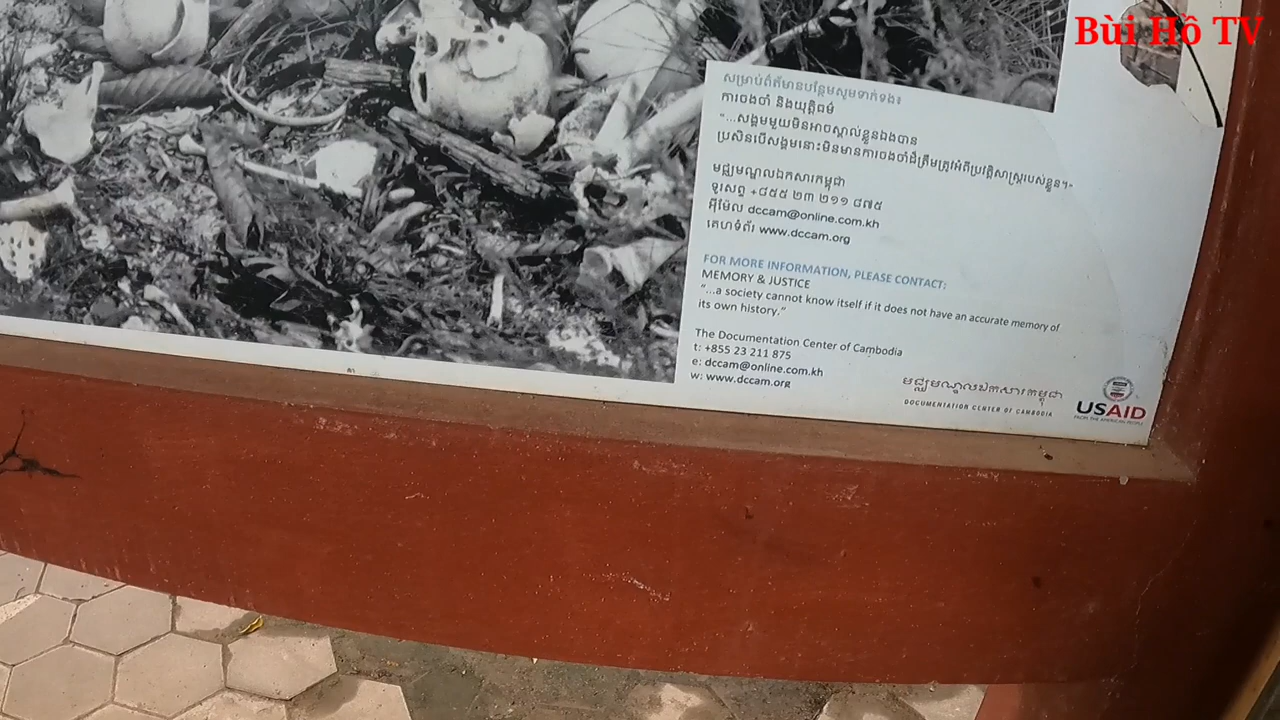 Bùi Hồ TV
សម្រាប់ព័ត៌មានបន្ថែមសូមទាក់ទង៖
ការចងចាំ និងយុត្តិធម៌
“...សង្គមមួយមិនអាចស្គាល់ខ្លួនឯងបាន
ប្រសិនបើសង្គមនោះមិនមានការចងចាំដ៏ត្រឹមត្រូវអំពីប្រវត្តិសាស្ត្ររបស់ខ្លួន។”
មជ្ឈមណ្ឌលឯកសារកម្ពុជា
ទូរសព្ទ +៨៥៥ ២៣ ២១១ ៨៧៥
អ៊ីម៉ែល dccam@online.com.kh
គេហទំព័រ www.dccam.org
FOR MORE INFORMATION, PLEASE CONTACT:
MEMORY & JUSTICE
“...a society cannot know itself if it does not have an accurate memory of
its own history.”
The Documentation Center of Cambodia
t: +855 23 211 875
e: dccam@online.com.kh
w: www.dccam.org
មជ្ឈមណ្ឌលឯកសារកម្ពុជា
DOCUMENTATION CENTER OF CAMBODIA
USAID
FROM THE AMERICAN PEOPLE